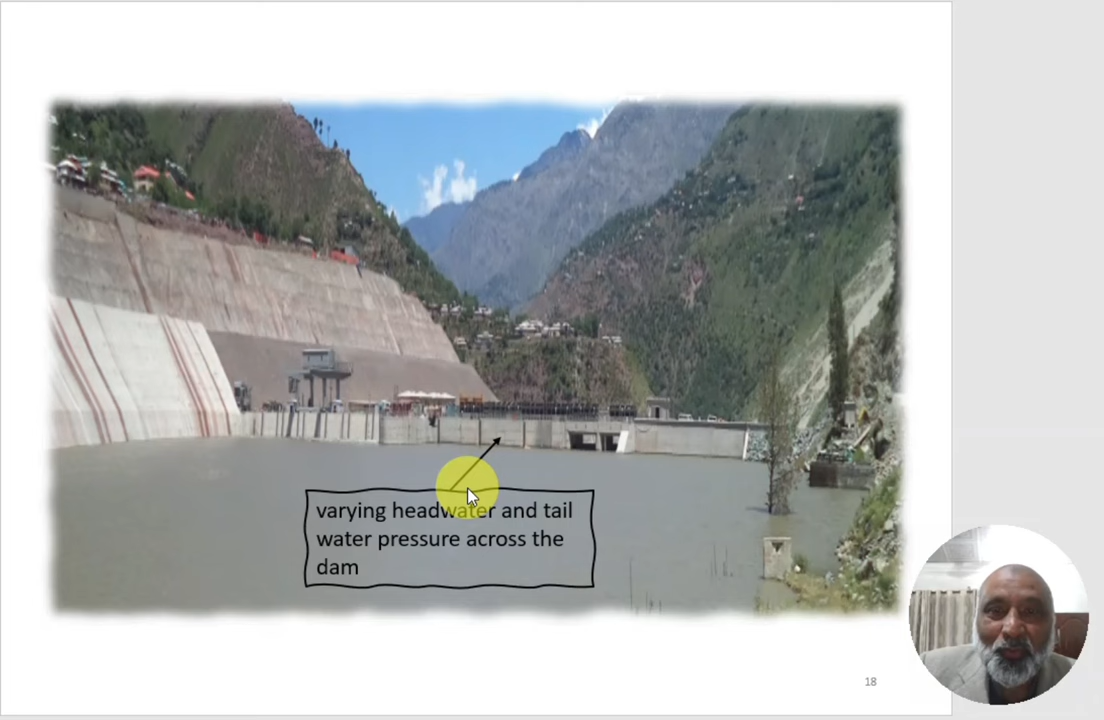 varying headwater and tail
water pressure across the
dam
18